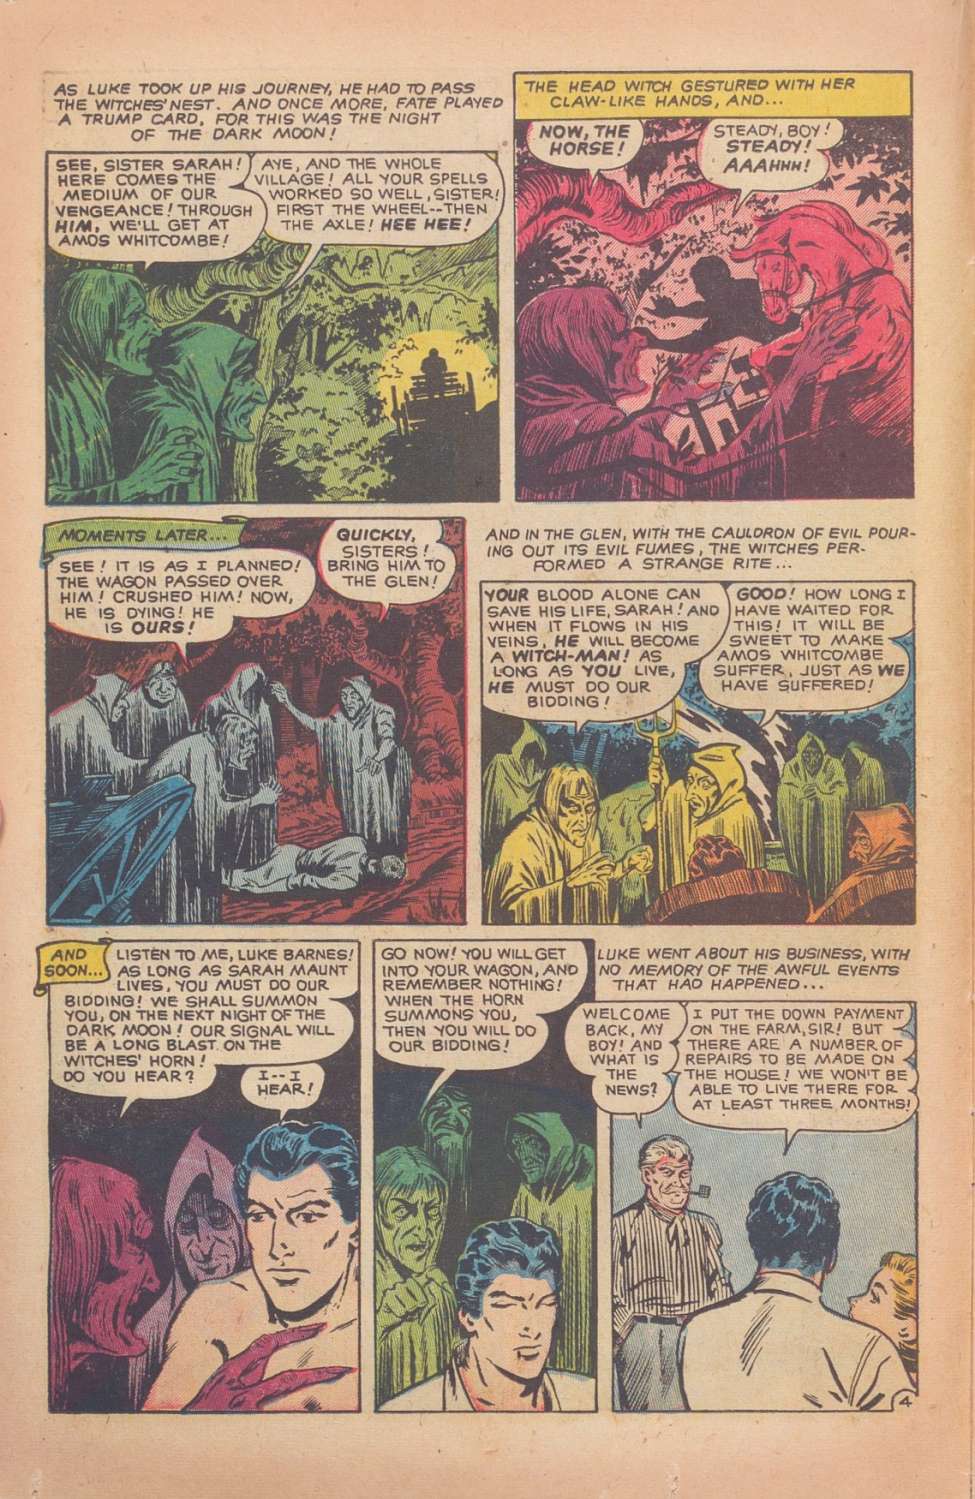 AS LUKE TOOK UP HIS JOURNEY, HE HAD TO PASS
THE WITCHES' NEST. AND ONCE MORE, FATE PLAYED
A TRUMP CARD, FOR THIS WAS THE NIGHT
OF THE DARK MOON!
SEE, SISTER SARAH!
HERE COMES THE
MEDIUM OF OUR
VENGEANCE! THROUGH
HIM, WE'LL GET AT
AMOS WHITCOMBE!
AYE, AND THE WHOLE
VILLAGE! ALL YOUR SPELLS
WORKED SO WELL, SISTER!
FIRST THE WHEEL--THEN
THE AXLE! HEE HEE!
THE HEAD WITCH GESTURED WITH HER
CLAW-LIKE HANDS, AND...
NOW, THE
HORSE!
STEADY, BOY!
STEADY!
AAAHHH!
MOMENTS LATER...
SEE! IT IS AS I PLANNED!
THE WAGON PASSED OVER
HIM! CRUSHED HIM! NOW,
HE IS DYING! HE
IS OURS!
QUICKLY,
SISTERS!
BRING HIM TO
THE GLEN!
AND IN THE GLEN, WITH THE CAULDRON OF EVIL POUR-
ING OUT ITS EVIL FUMES, THE WITCHES PER-
FORMED A STRANGE RITE...
YOUR BLOOD ALONE CAN
SAVE HIS LIFE, SARAH! AND
WHEN IT FLOWS IN HIS
VEINS, HE WILL BECOME
A WITCH-MAN! AS
LONG AS YOU LIVE,
HE MUST DO OUR
BIDDING!
GOOD! HOW LONG I
HAVE WAITED FOR
THIS! IT WILL BE
SWEET TO MAKE
AMOS WHITCOMBE
SUFFER, JUST AS WE
HAVE SUFFERED!
AND
SOON...
LISTEN TO ME, LUKE BARNES!
AS LONG AS SARAH MAUNT
LIVES, YOU MUST DO OUR
BIDDING! WE SHALL SUMMON
YOU, ON THE NEXT NIGHT OF THE
DARK MOON! OUR SIGNAL WILL
BE A LONG BLAST ON THE
WITCHES' HORN!
DO YOU HEAR?
I--I
HEAR!
GO NOW! YOU WILL GET
INTO YOUR WAGON, AND
REMEMBER NOTHING!
WHEN THE HORN
SUMMONS YOU,
THEN YOU WILL DO
OUR BIDDING!
LUKE WENT ABOUT HIS BUSINESS, WITH
NO MEMORY OF THE AWFUL EVENTS
THAT HAD HAPPENED...
WELCOME
BACK, MY
BOY! AND
WHAT IS
THE
NEWS?
I PUT THE DOWN PAYMENT
ON THE FARM, SIR! BUT
THERE ARE A NUMBER OF
REPAIRS TO BE MADE ON
THE HOUSE! WE WON'T BE
ABLE TO LIVE THERE FOR
AT LEAST THREE MONTHS!
4